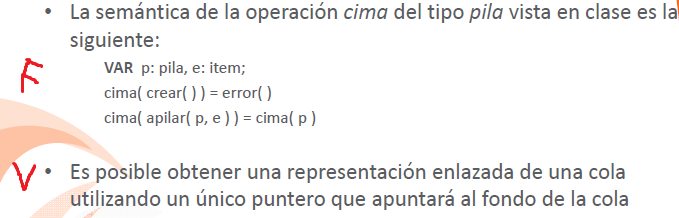 • La semántica de la operación cima del tipo pila vista en clase es la
siguiente:
F
VAR p: pila, e: item;
cima( crear( ) ) = error( )
cima( apilar( p, e ) ) = cima( p )
V • Es posible obtener una representación enlazada de una cola
utilizando un único puntero que apuntará al fondo de la cola